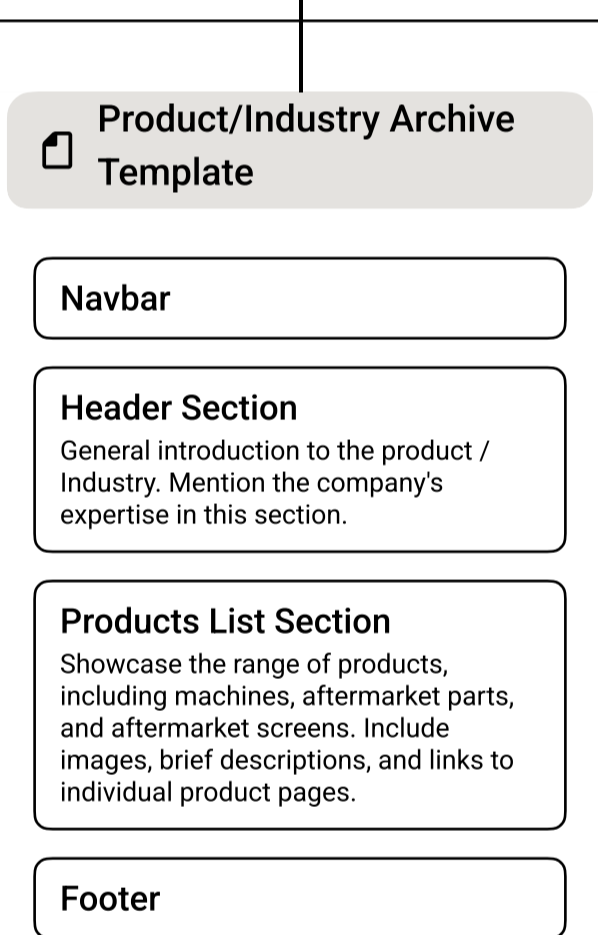 Product/Industry Archive
Template
Navbar
Header Section
General introduction to the product /
Industry. Mention the company's
expertise in this section.
Products List Section
Showcase the range of products,
including machines, aftermarket parts,
and aftermarket screens. Include
images, brief descriptions, and links to
individual product pages.
Footer